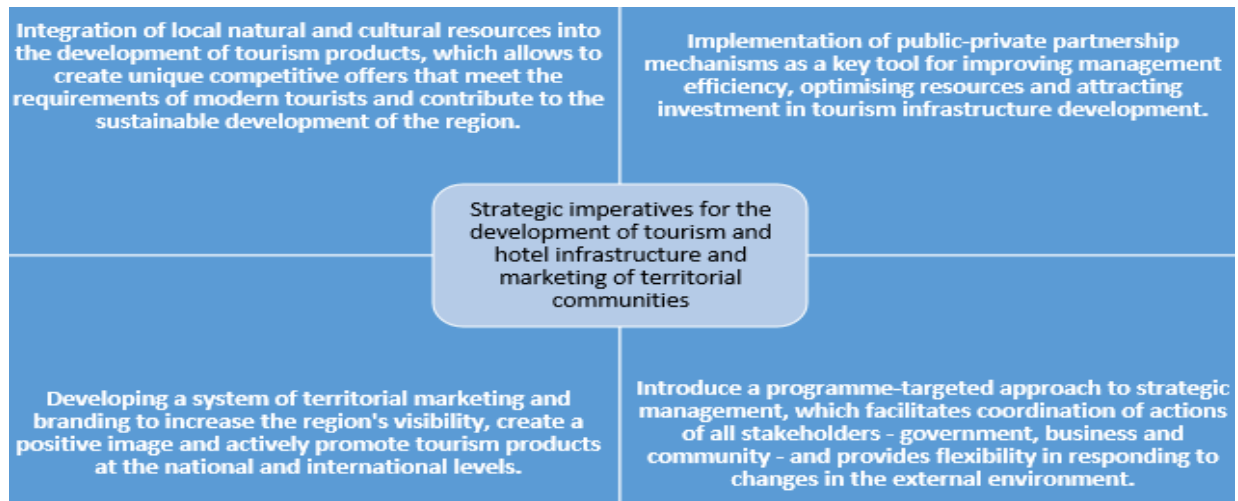 Integration of local natural and cultural resources into
the development of tourism products, which allows to
create unique competitive offers that meet the
requirements of modern tourists and contribute to the
sustainable development of the region.
Implementation of public-private partnership
mechanisms as a key tool for improving management
efficiency, optimising resources and attracting
investment in tourism infrastructure development.
Strategic imperatives for the
development of tourism and
hotel infrastructure and
marketing of territorial
communities
Developing a system of territorial marketing and
branding to increase the region's visibility, create a
positive image and actively promote tourism products
at the national and international levels.
Introduce a programme-targeted approach to strategic
management, which facilitates coordination of actions
of all stakeholders - government, business and
community - and provides flexibility in responding to
changes in the external environment.